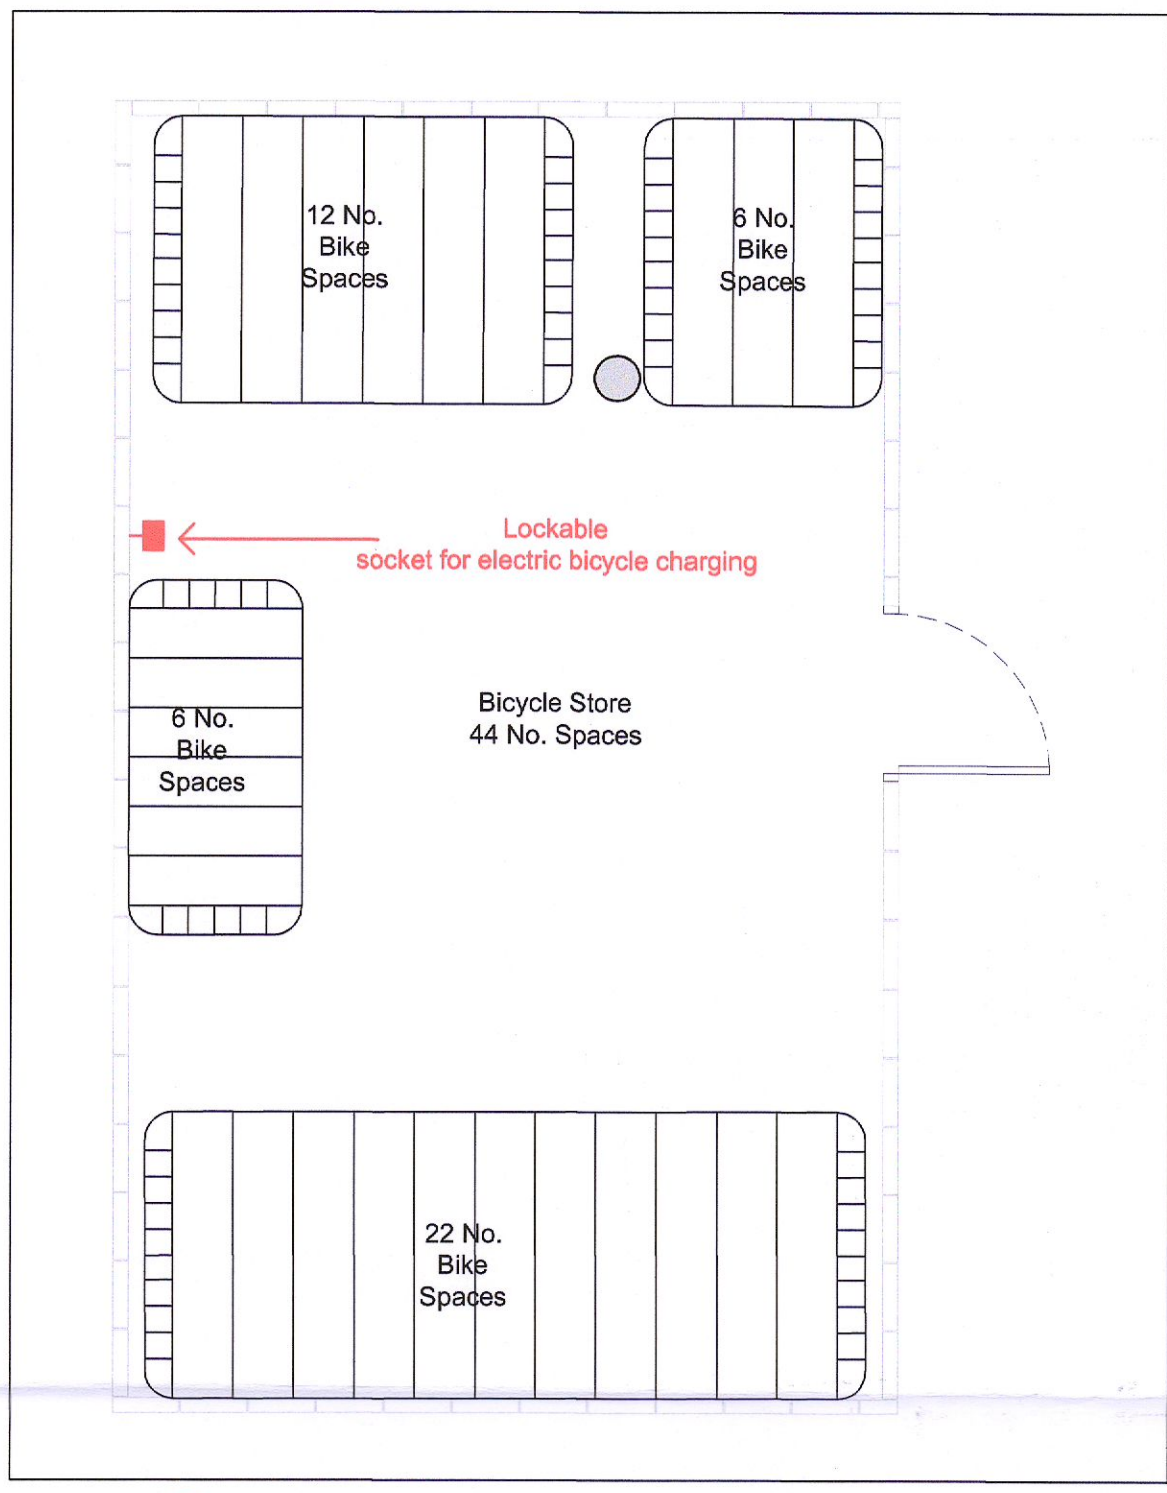 12 No.
Bike
Spaces
6 No.
Bike
Spaces
Lockable
socket for electric bicycle charging
6 No.
Bike
Spaces
Bicycle Store
44 No. Spaces
22 No.
Bike
Spaces